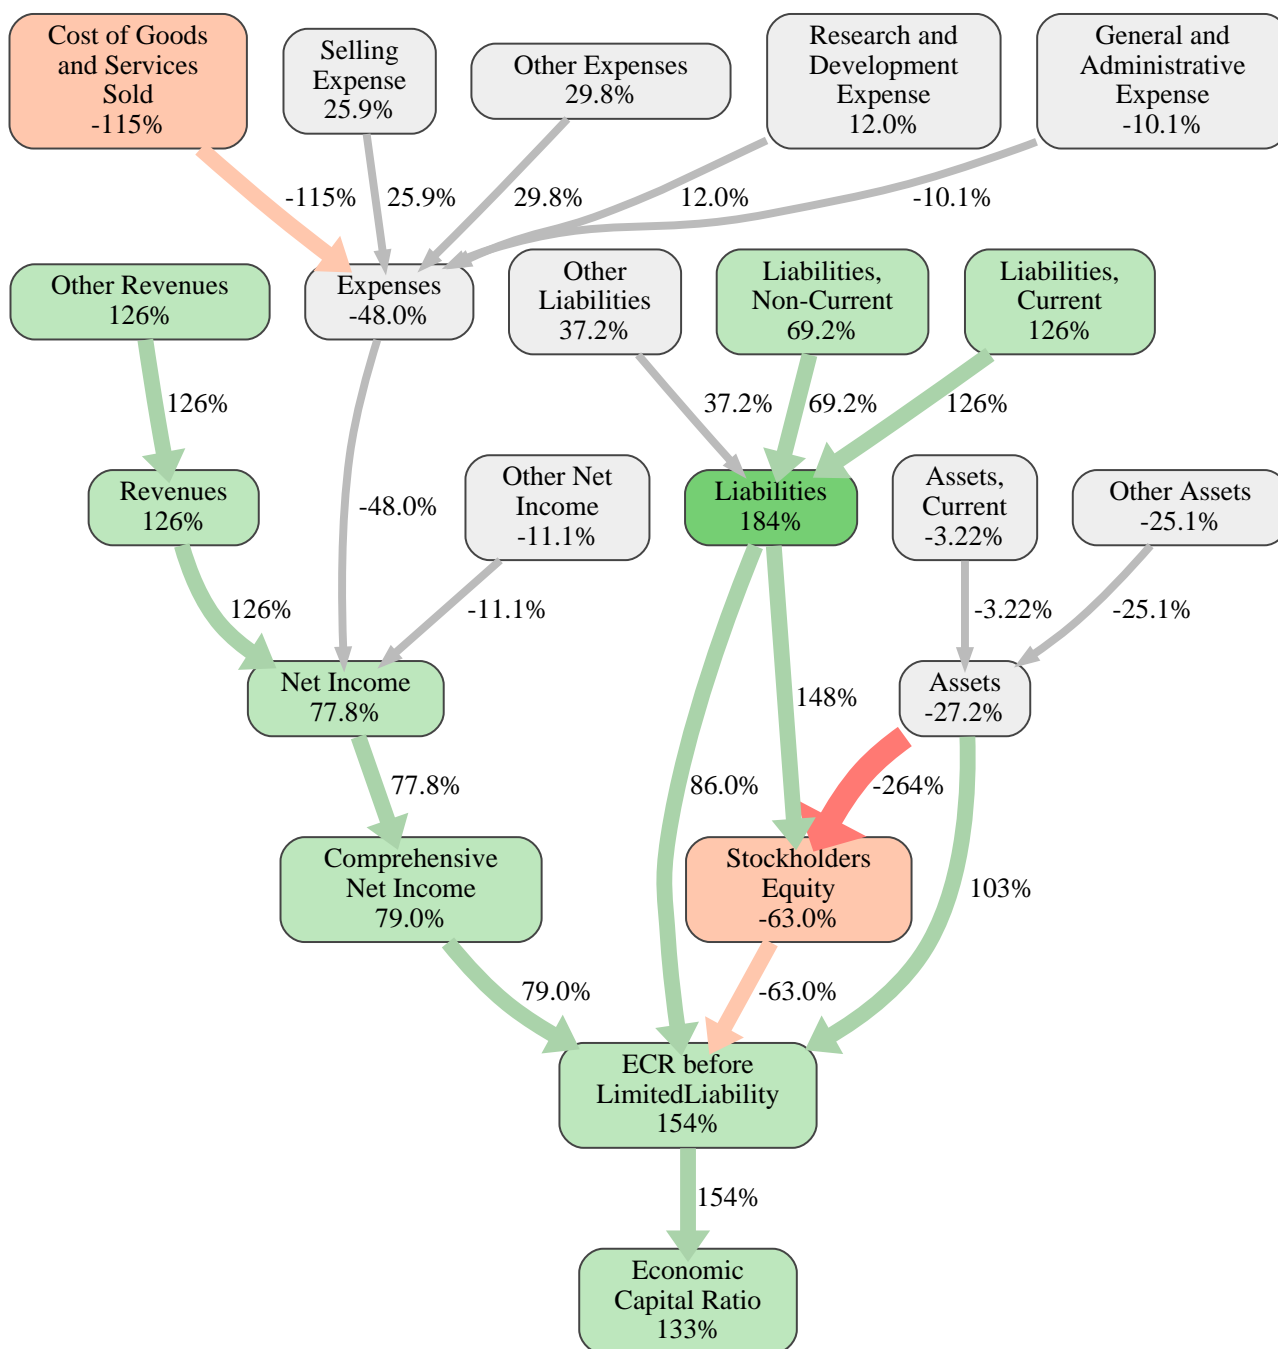 Cost of Goods
and Services
Sold
-115%
Selling
Expense
25.9%
Other Expenses
29.8%
Research and
Development
Expense
12.0%
General and
Administrative
Expense
-10.1%
-115%
25.9%
29.8%
12.0%
-10.1%
Other Revenues
126%
Expenses
-48.0%
Other
Liabilities
37.2%
Liabilities,
Non-Current
69.2%
Liabilities,
Current
126%
126%
37.2%
69.2%
126%
Revenues
126%
-48.0%
Other Net
Income
-11.1%
Liabilities
184%
Assets,
Current
-3.22%
Other Assets
-25.1%
126%
-11.1%
-3.22%
-25.1%
Net Income
77.8%
148%
Assets
-27.2%
77.8%
86.0%
-264%
Comprehensive
Net Income
79.0%
Stockholders
Equity
-63.0%
103%
79.0%
-63.0%
ECR before
LimitedLiability
154%
154%
Economic
Capital Ratio
133%